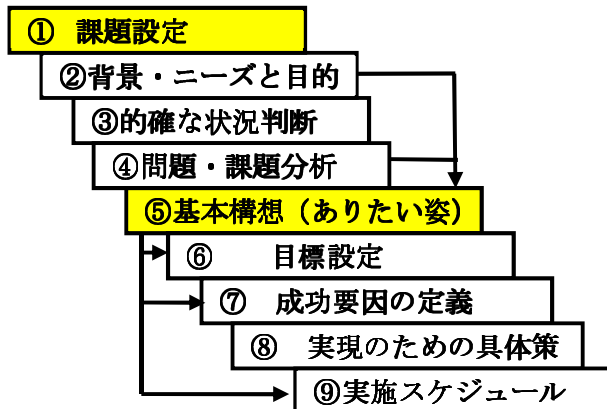 ① 課題設定
②背景・ニーズと目的
③的確な状況判断
④問題・課題分析
⑤基本構想（ありたい姿）
⑥ 目標設定
⑦ 成功要因の定義
⑧ 実現のための具体策
⑨実施スケジュール